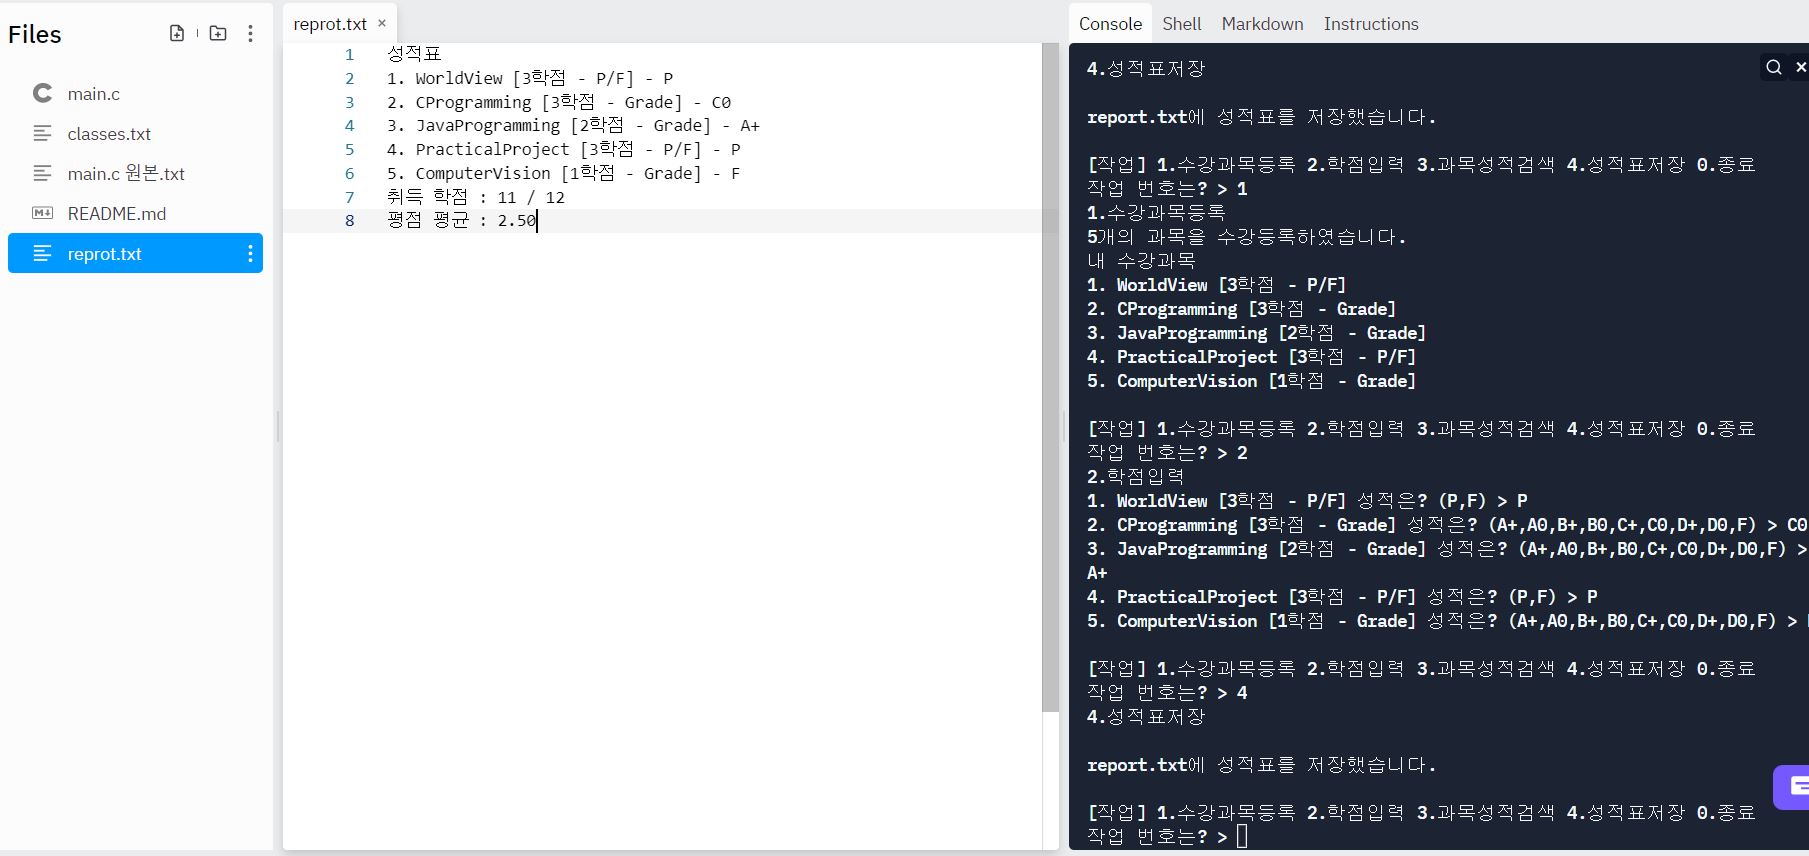 Files
main.c
classes.txt
main.c 원본.txt
README.md
reprot.txt
reprot.txt ×
1 성적표
2 1. WorldView [3학점 - P/F] - P
3 2. CProgramming [3학점 - Grade] - C0
4 3. JavaProgramming [2학점 - Grade] - A+
5 4. PracticalProject [3학점 - P/F] - P
6 5. ComputerVision [1학점 - Grade] - F
7 취득 학점 : 11 / 12
8 평점 평균 : 2.50
Console Shell Markdown Instructions
4.성적표저장
report.txt에 성적표를 저장했습니다.
[작업] 1.수강과목등록 2.학점입력 3.과목성적검색 4.성적표저장 0.종료
작업 번호는? > 1
1.수강과목등록
5개의 과목을 수강등록하였습니다.
내 수강과목
1. WorldView [3학점 - P/F]
2. CProgramming [3학점 - Grade]
3. JavaProgramming [2학점 - Grade]
4. PracticalProject [3학점 - P/F]
5. ComputerVision [1학점 - Grade]
[작업] 1.수강과목등록 2.학점입력 3.과목성적검색 4.성적표저장 0.종료
작업 번호는? > 2
2.학점입력
1. WorldView [3학점 - P/F] 성적은? (P,F) > P
2. CProgramming [3학점 - Grade] 성적은? (A+,A0,B+,B0,C+,C0,D+,D0,F) > C0
3. JavaProgramming [2학점 - Grade] 성적은? (A+,A0,B+,B0,C+,C0,D+,D0,F) >
A+
4. PracticalProject [3학점 - P/F] 성적은? (P,F) > P
5. ComputerVision [1학점 - Grade] 성적은? (A+,A0,B+,B0,C+,C0,D+,D0,F) >
[작업] 1.수강과목등록 2.학점입력 3.과목성적검색 4.성적표저장 0.종료
작업 번호는? > 4
4.성적표저장
report.txt에 성적표를 저장했습니다.
[작업] 1.수강과목등록 2.학점입력 3.과목성적검색 4.성적표저장 0.종료
작업 번호는? >